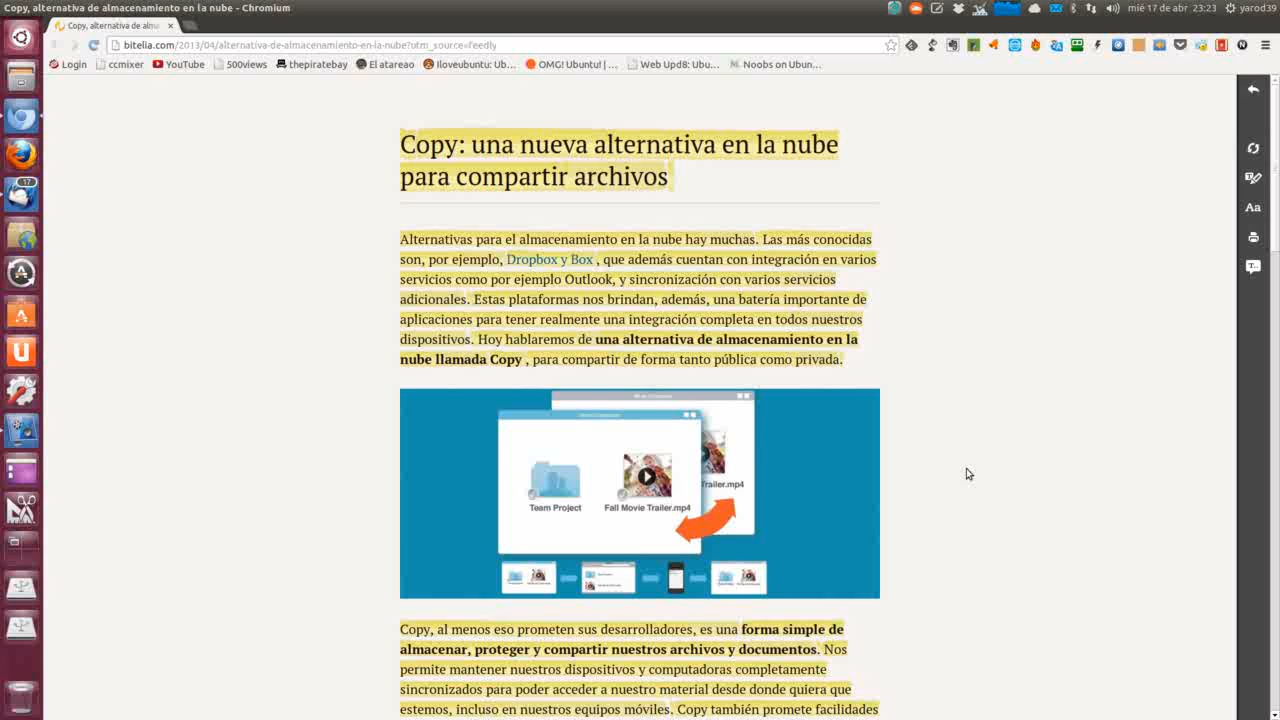 Copy, alternativa de almacenamiento en la nube - Chromium
mié 17 de abr 23:23 yarod39
Copy, alternativa de alma
bitelia.com/2013/04/alternativa-de-almacenamiento-en-la-nube?utm_source=feedly
Login ccmixer YouTube 500views thepiratebay El atareao Iloveubuntu: Ub... OMG! Ubuntu! | ... Web Upd8: Ubu... Noobs on Ubun...
Copy: una nueva alternativa en la nube
para compartir archivos
Alternativas para el almacenamiento en la nube hay muchas. Las más conocidas
son, por ejemplo, Dropbox y Box , que además cuentan con integración en varios
servicios como por ejemplo Outlook, y sincronización con varios servicios
adicionales. Estas plataformas nos brindan, además, una batería importante de
aplicaciones para tener realmente una integración completa en todos nuestros
dispositivos. Hoy hablaremos de una alternativa de almacenamiento en la
nube llamada Copy , para compartir de forma tanto pública como privada.
Trailer.mp4
Team Project Fall Movie Trailer.mp4
Copy, al menos eso prometen sus desarrolladores, es una forma simple de
almacenar, proteger y compartir nuestros archivos y documentos. Nos
permite mantener nuestros dispositivos y computadoras completamente
sincronizados para poder acceder a nuestro material desde donde quiera que
estemos, incluso en nuestros equipos móviles. Copy también promete facilidades
17
Aa